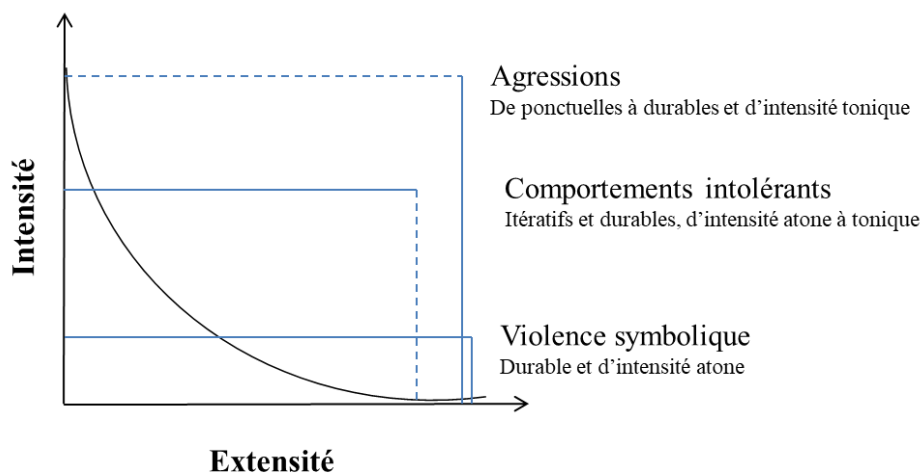 Intensité
Agressions
De ponctuelles à durables et d’intensité tonique
Comportements intolérants
Itératifs et durables, d’intensité atone à tonique
Violence symbolique
Durable et d’intensité atone
Extensité